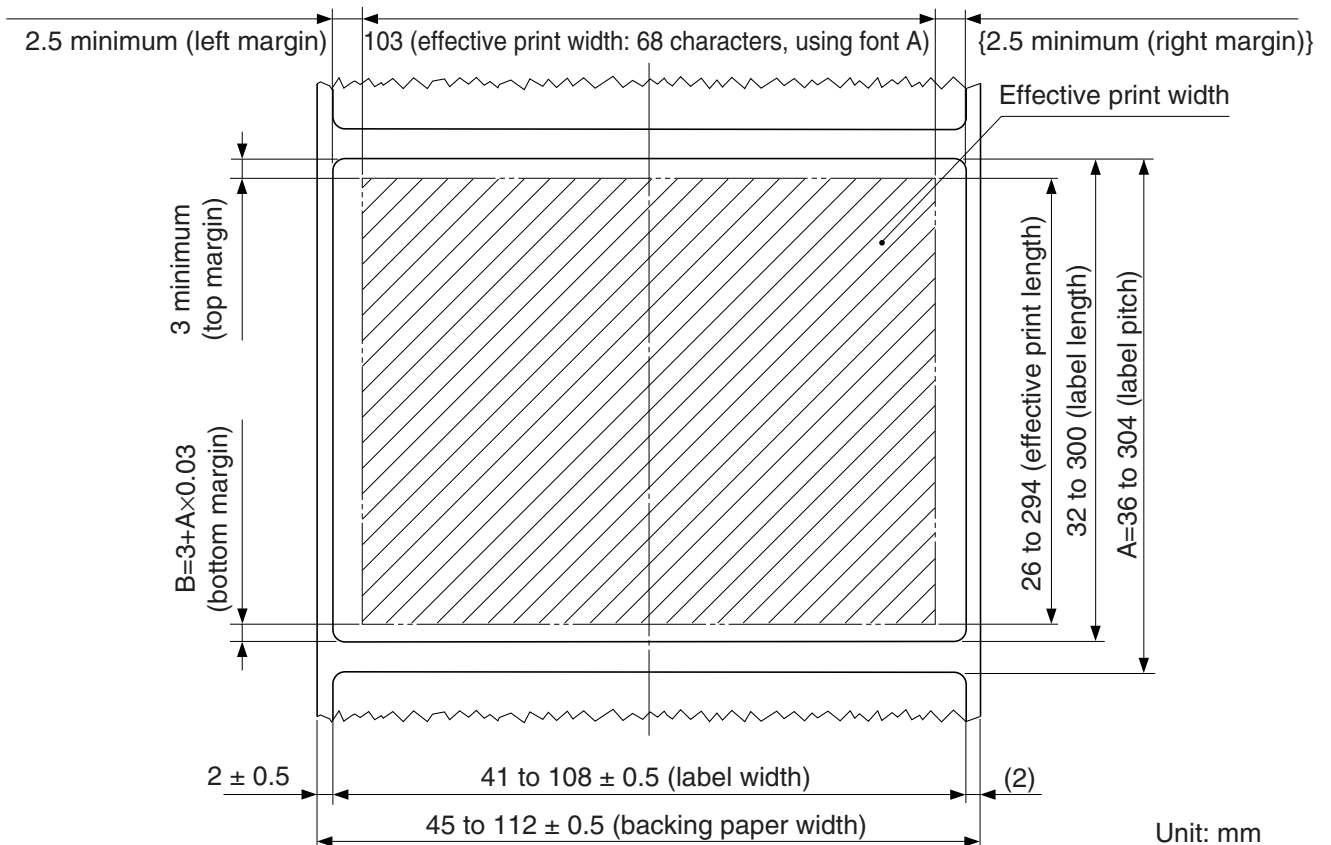 2.5 minimum (left margin)
103 (effective print width: 68 characters, using font A)
{2.5 minimum (right margin)}
Effective print width
3 minimum
(top margin)
B=3+A×0.03
(bottom margin)
26 to 294 (effective print length)
32 to 300 (label length)
A=36 to 304 (label pitch)
2 ± 0.5
41 to 108 ± 0.5 (label width)
(2)
45 to 112 ± 0.5 (backing paper width)
Unit: mm